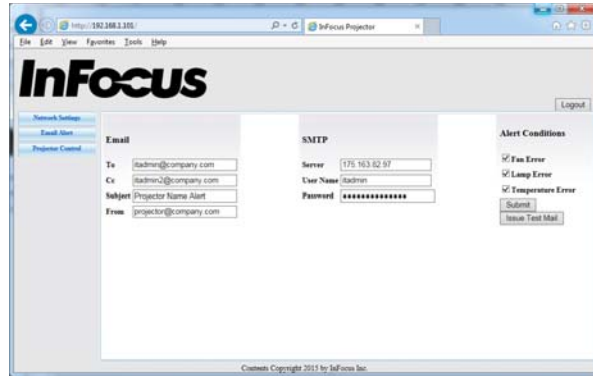 http://192.168.1.101/
InFocus Projector
File Edit View Favorites Tools Help
InFocus
Logout
Network Settings
Email Alert
Projector Control
Email
To itadmin@company.com
Cc itadmin2@company.com
Subject Projector Name Alart
From projector@company.com
SMTP
Server 175.163.82.97
User Name itadmin
Password ••••••••••••••
Alert Conditions
Fan Error
Lamp Error
Temperature Error
Submit
Issue Test Mail
Contents Copyright 2015 by InFocus Inc.